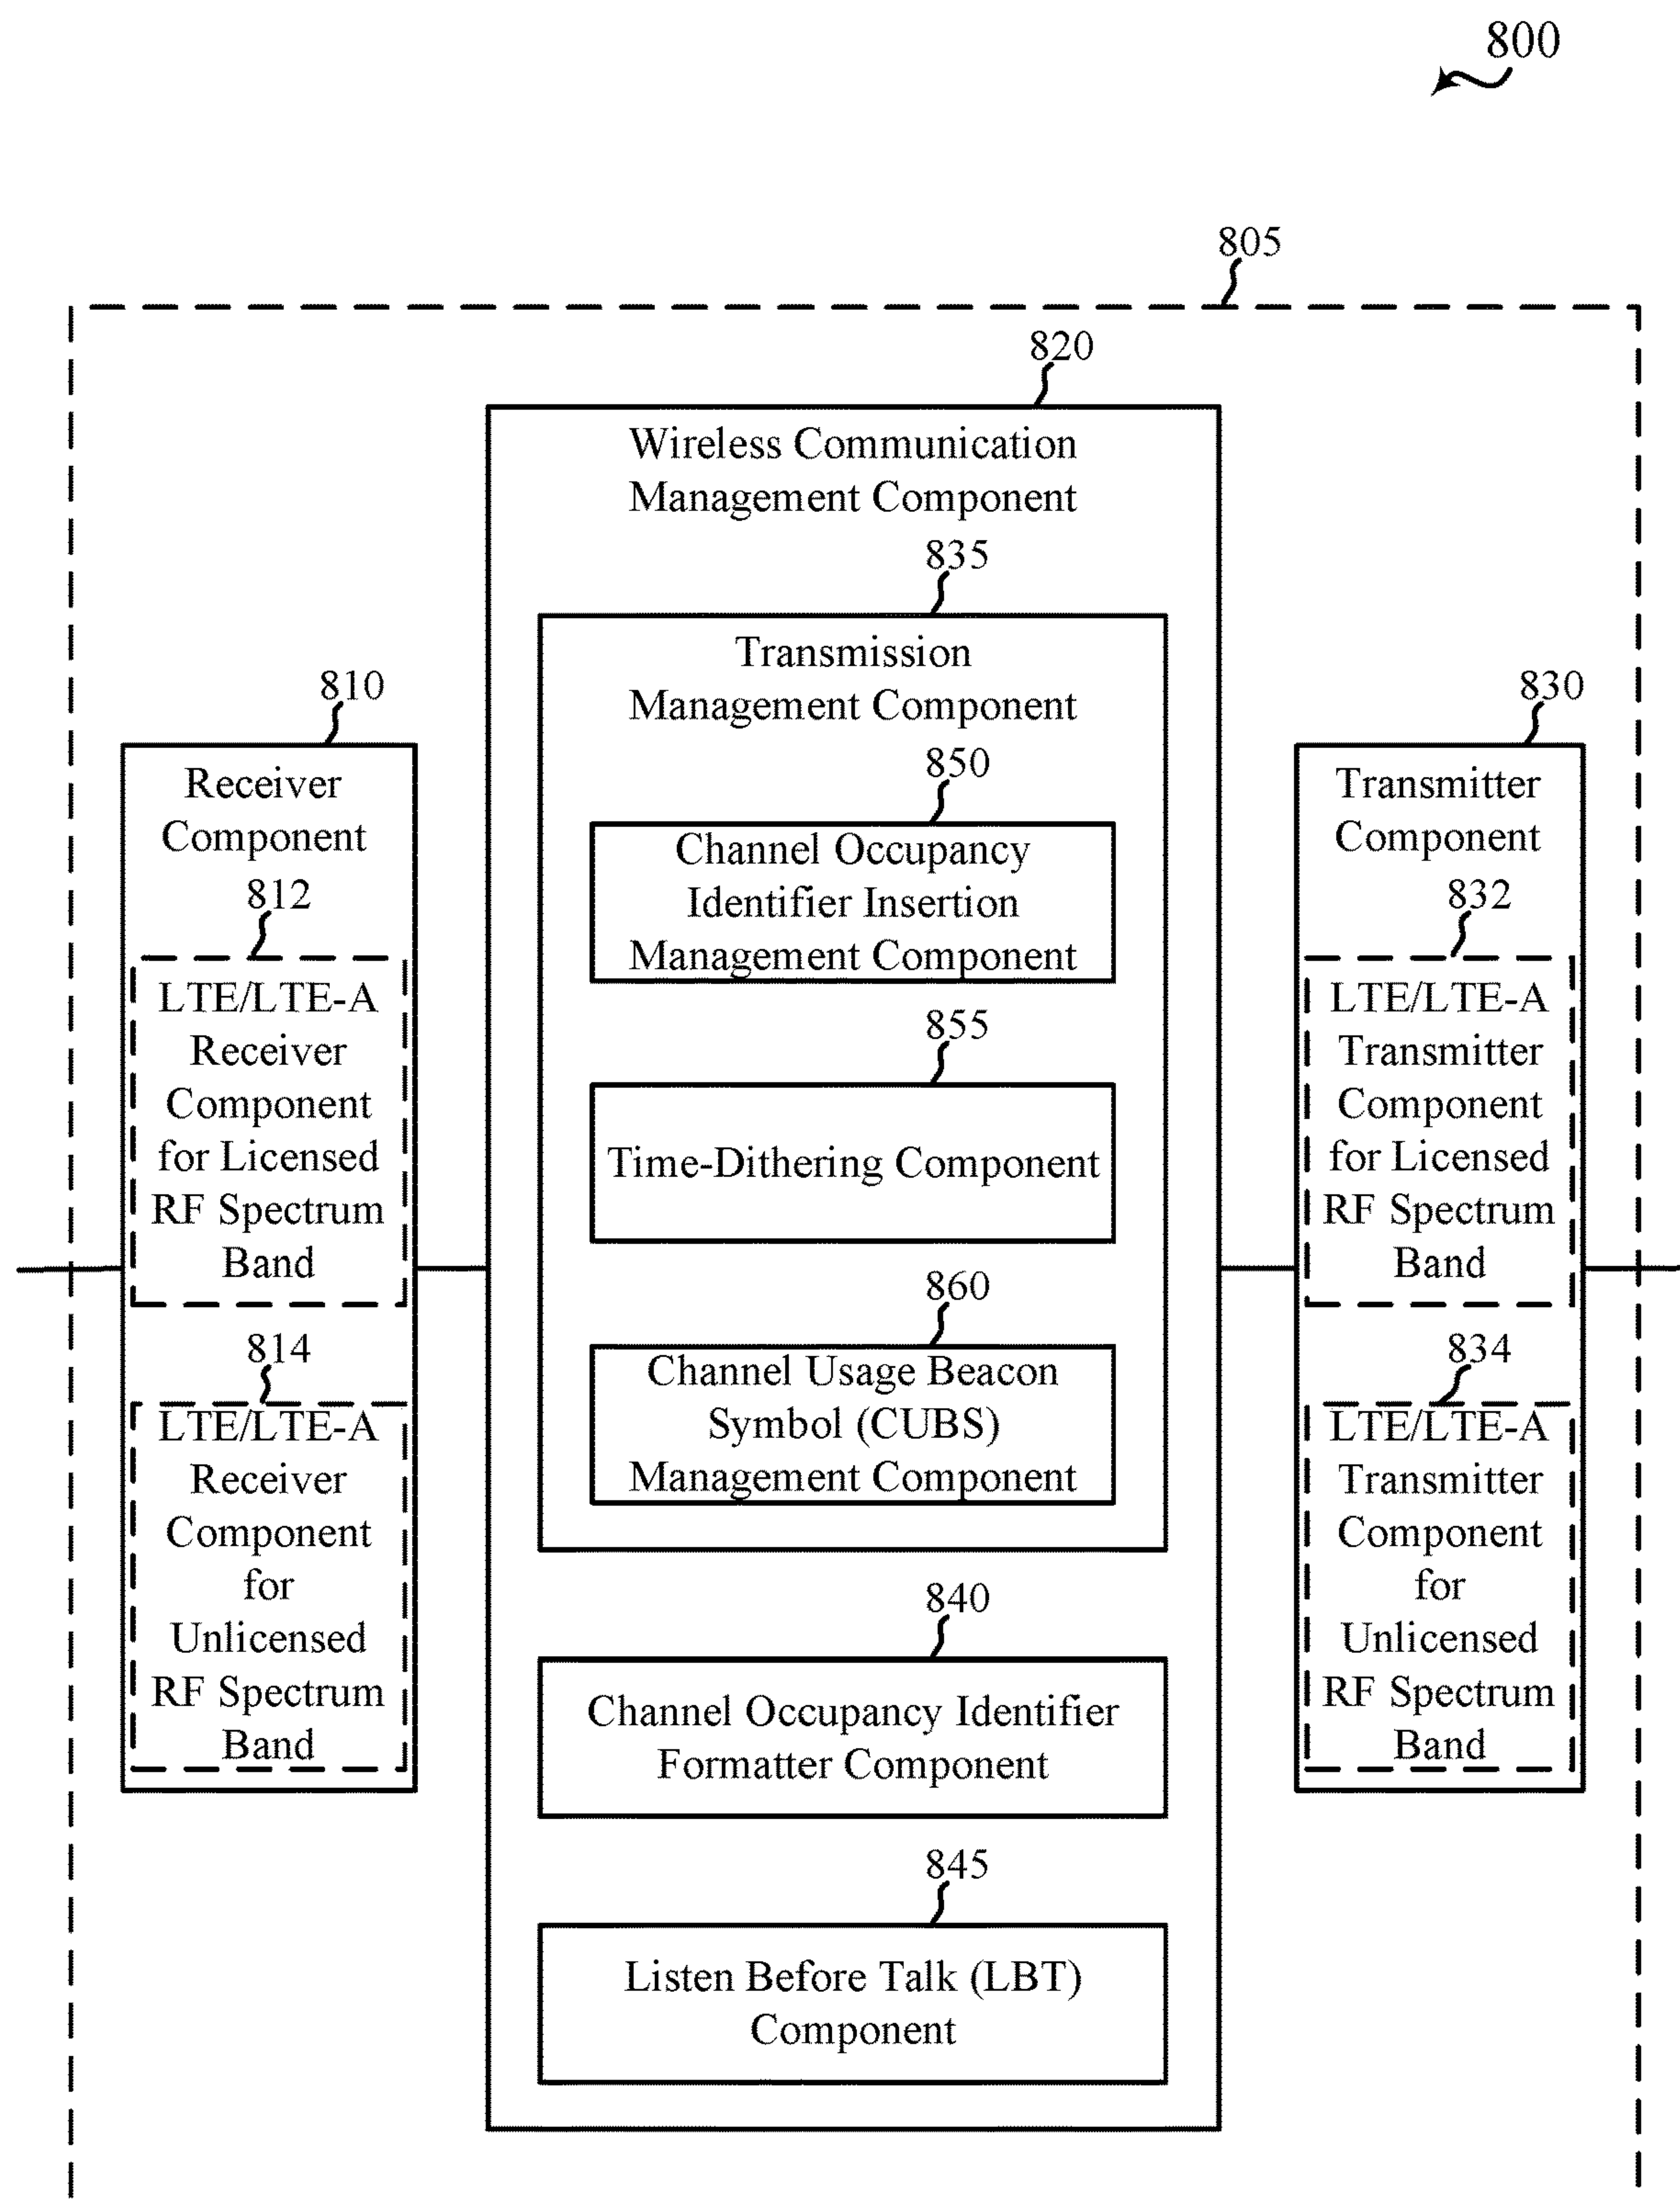 800
805
820
Wireless Communication
Management Component
835
Transmission
Management Component
810
Receiver
Component
812
LTE/LTE-A
Receiver
Component
for Licensed
RF Spectrum
Band
814
LTE/LTE-A
Receiver
Component
for
Unlicensed
RF Spectrum
Band
850
Channel Occupancy
Identifier Insertion
Management Component
855
Time-Dithering Component
860
Channel Usage Beacon
Symbol (CUBS)
Management Component
840
Channel Occupancy Identifier
Formatter Component
845
Listen Before Talk (LBT)
Component
830
Transmitter
Component
832
LTE/LTE-A
Transmitter
Component
for Licensed
RF Spectrum
Band
834
LTE/LTE-A
Transmitter
Component
for
Unlicensed
RF Spectrum
Band